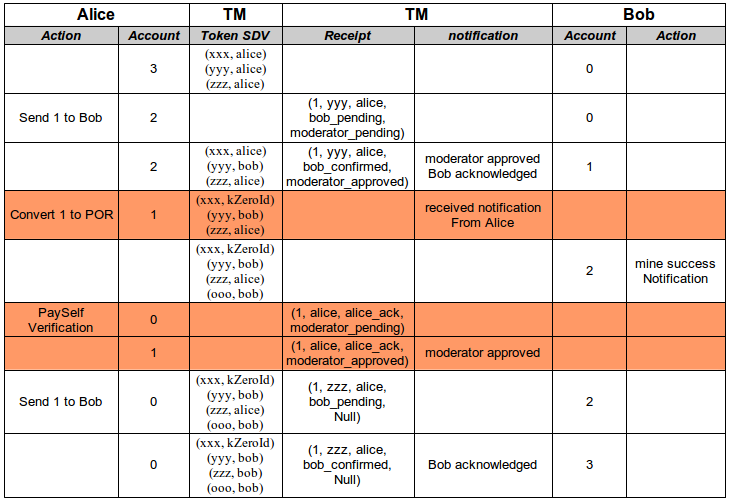 Alice TM TM Bob
Action Account Token SDV Receipt notification Account Action
3 (xxx, alice) 0
(yyy, alice)
(zzz, alice)
Send 1 to Bob 2 (1, yyy, alice, 0
bob_pending,
moderator_pending)
2 (xxx, alice) (1, yyy, alice, moderator approved 1
(yyy, bob) bob_confirmed, Bob acknowledged
(zzz, alice) moderator_approved)
Convert 1 to POR 1 (xxx, kZeroId) received notification
(yyy, bob) From Alice
(zzz, alice)
(xxx, kZeroId) 2 mine success
(yyy, bob) Notification
(zzz, alice)
(ooo, bob)
PaySelf 0 (1, alice, alice_ack,
Verification moderator_pending)
1 (1, alice, alice_ack, moderator approved
moderator_approved)
Send 1 to Bob 0 (xxx, kZeroId) (1, zzz, alice, 2
(yyy, bob) bob_pending,
(zzz, alice) Null)
(ooo, bob)
0 (xxx, kZeroId) (1, zzz, alice, Bob acknowledged 3
(yyy, bob) bob_confirmed,
(zzz, bob) Null)
(ooo, bob)